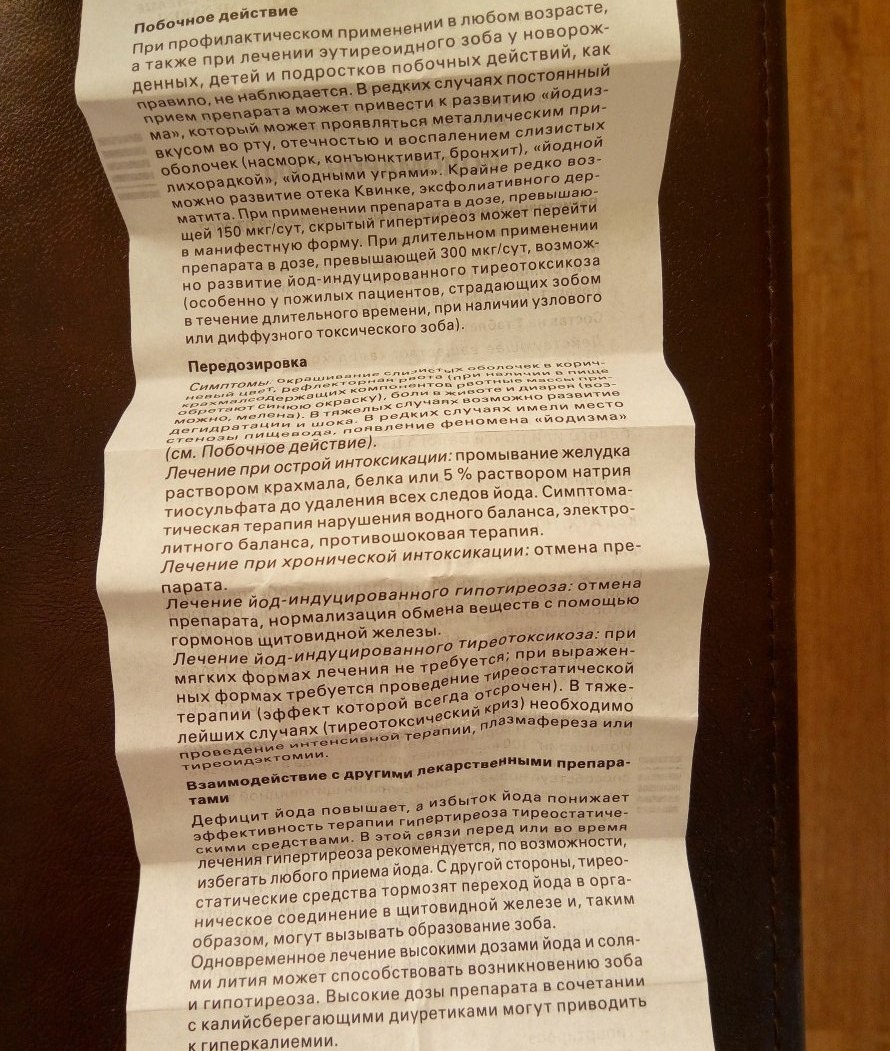 Побочное действие
При профилактическом применении в любом возрасте,
а также при лечении эутиреоидного зоба у новорож-
денных, детей и подростков побочных действий, как
правило, не наблюдается. В редких случаях постоянный
прием препарата может привести к развитию «йодиз-
ма», который может проявляться металлическим при-
вкусом во рту, отечностью и воспалением слизистых
оболочек (насморк, конъюнктивит, бронхит), «йодной
лихорадкой», «йодными угрями». Крайне редко воз-
можно развитие отека Квинке, эксфолиативного дер-
матита. При применении препарата в дозе, превышаю-
щей 150 мкг/сут, скрытый гипертиреоз может перейти
в манифестную форму. При длительном применении
препарата в дозе, превышающей 300 мкг/сут, возмож-
но развитие йод-индуцированного тиреотоксикоза
(особенно у пожилых пациентов, страдающих зобом
в течение длительного времени, при наличии узлового
или диффузного токсического зоба).
Передозировка
Симптомы: окрашивание слизистых оболочек в корич-
невый цвет, рефлекторная рвота (при наличии в пище
крахмалсодержащих компонентов рвотные массы при-
обретают синюю окраску), боли в животе и диарея (воз-
можно, мелена). В тяжелых случаях возможно развитие
дегидратации и шока. В редких случаях имели место
стенозы пищевода, появление феномена «йодизма»
(см. Побочное действие).
Лечение при острой интоксикации: промывание желудка
раствором крахмала, белка или 5 % раствором натрия
тиосульфата до удаления всех следов йода. Симптома-
тическая терапия нарушения водного баланса, электро-
литного баланса, противошоковая терапия.
Лечение при хронической интоксикации: отмена пре-
парата.
Лечение йод-индуцированного гипотиреоза: отмена
препарата, нормализация обмена веществ с помощью
гормонов щитовидной железы.
Лечение йод-индуцированного тиреотоксикоза: при
мягких формах лечения не требуется; при выражен-
ных формах требуется проведение тиреостатической
терапии (эффект которой всегда отсрочен). В тяже-
лейших случаях (тиреотоксический криз) необходимо
проведение интенсивной терапии, плазмафереза или
тиреоидэктомии.
Взаимодействие с другими лекарственными препара-
тами
Дефицит йода повышает, а избыток йода понижает
эффективность терапии гипертиреоза тиреостатиче-
скими средствами. В этой связи перед или во время
лечения гипертиреоза рекомендуется, по возможности,
избегать любого приема йода. С другой стороны, тирео-
статические средства тормозят переход йода в орга-
ническое соединение в щитовидной железе и, таким
образом, могут вызывать образование зоба.
Одновременное лечение высокими дозами йода и соля-
ми лития может способствовать возникновению зоба
и гипотиреоза. Высокие дозы препарата в сочетании
с калийсберегающими диуретиками могут приводить
к гиперкалиемии.